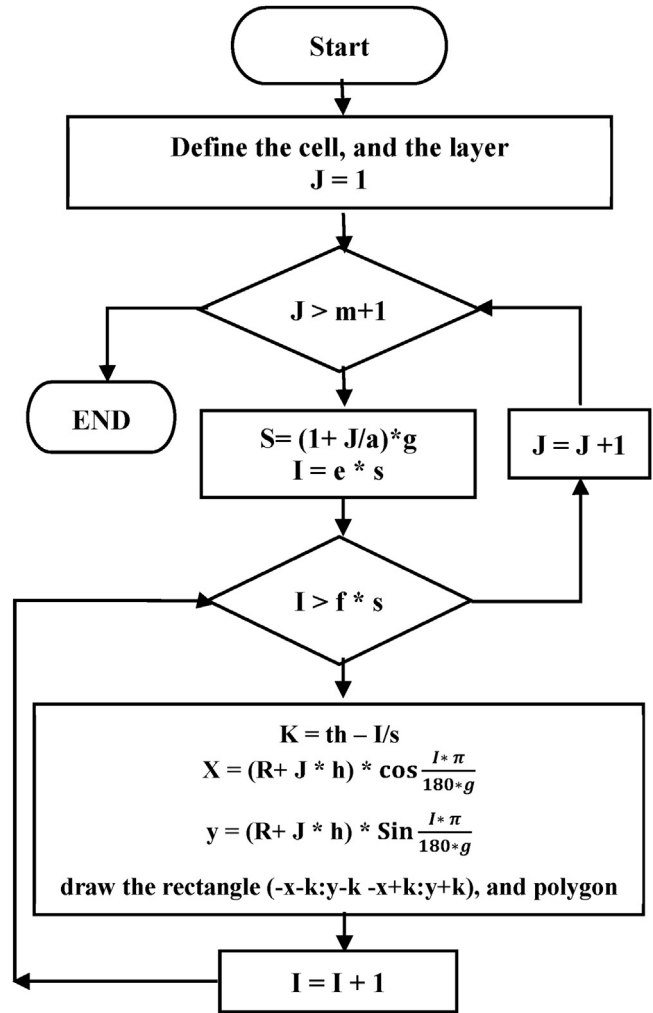 Start
Define the cell, and the layer
J = 1
J > m+1
END
S= (1+ J/a)*g
I = e * s
J = J +1
I > f * s
K = th – I/s
X = (R+ J * h) * cos I* π / 180*g
y = (R+ J * h) * Sin I* π / 180*g
draw the rectangle (-x-k:y-k -x+k:y+k), and polygon
I = I + 1